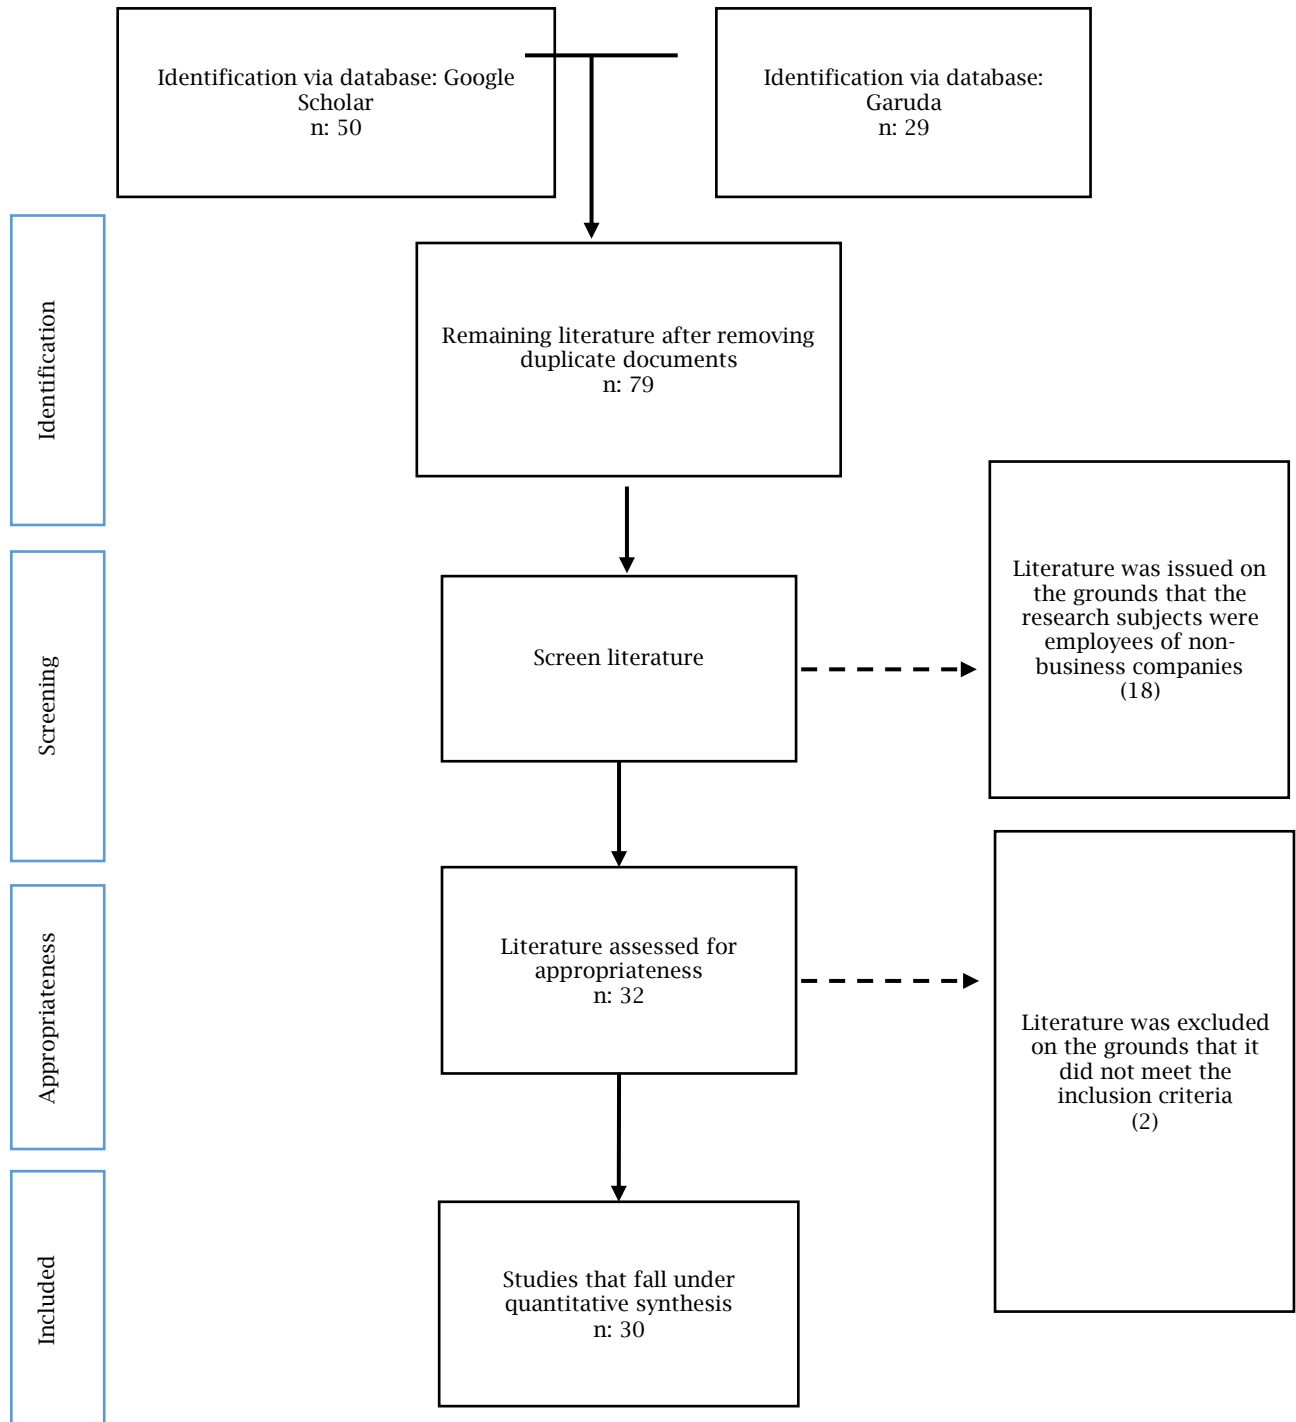 Identification via database: Google
Scholar
n: 50
Identification via database:
Garuda
n: 29
Identification
Remaining literature after removing
duplicate documents
n: 79
Screening
Screen literature
Literature was issued on
the grounds that the
research subjects were
employees of non-
business companies
(18)
Appropriateness
Literature assessed for
appropriateness
n: 32
Literature was excluded
on the grounds that it
did not meet the
inclusion criteria
(2)
Included
Studies that fall under
quantitative synthesis
n: 30